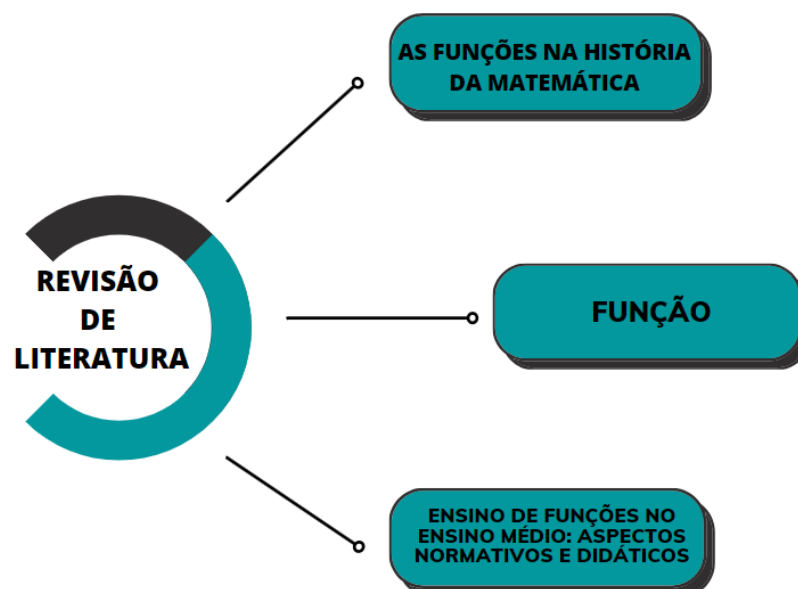 AS FUNÇÕES NA HISTÓRIA
DA MATEMÁTICA
REVISÃO
DE
LITERATURA
FUNÇÃO
ENSINO DE FUNÇÕES NO
ENSINO MÉDIO: ASPECTOS
NORMATIVOS E DIDÁTICOS